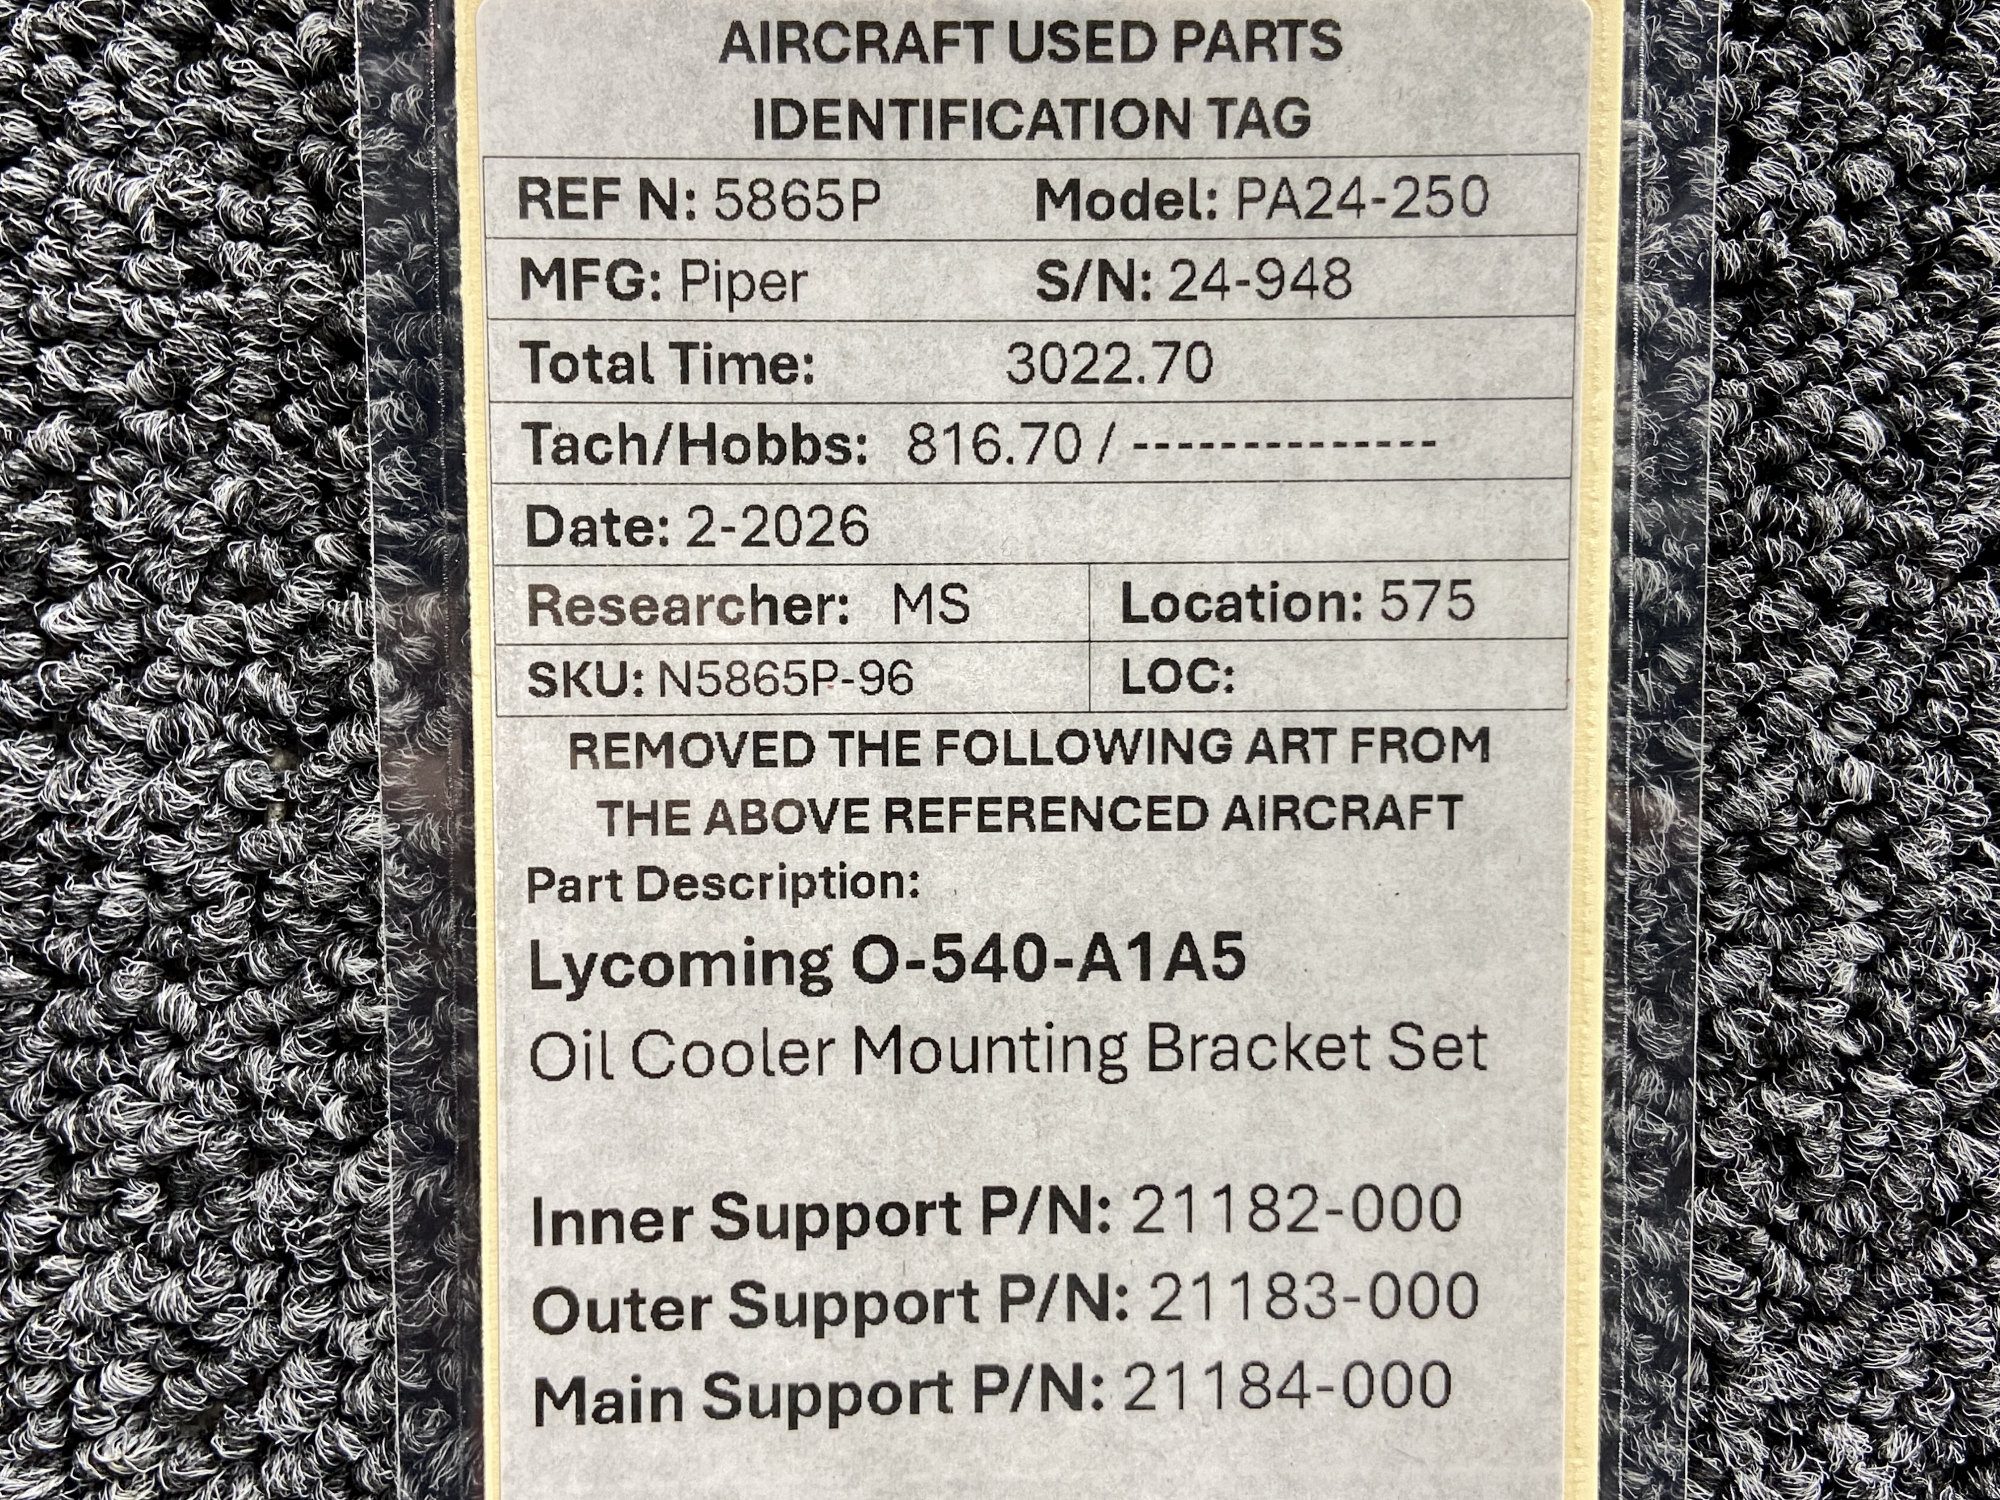 AIRCRAFT USED PARTS
IDENTIFICATION TAG
REF N: 5865P Model: PA24-250
MFG: Piper S/N: 24-948
Total Time: 3022.70
Tach/Hobbs: 816.70 / --------------
Date: 2-2026
Researcher: MS Location: 575
SKU: N5865P-96 LOC:
REMOVED THE FOLLOWING ART FROM
THE ABOVE REFERENCED AIRCRAFT
Part Description:
Lycoming O-540-A1A5
Oil Cooler Mounting Bracket Set
Inner Support P/N: 21182-000
Outer Support P/N: 21183-000
Main Support P/N: 21184-000